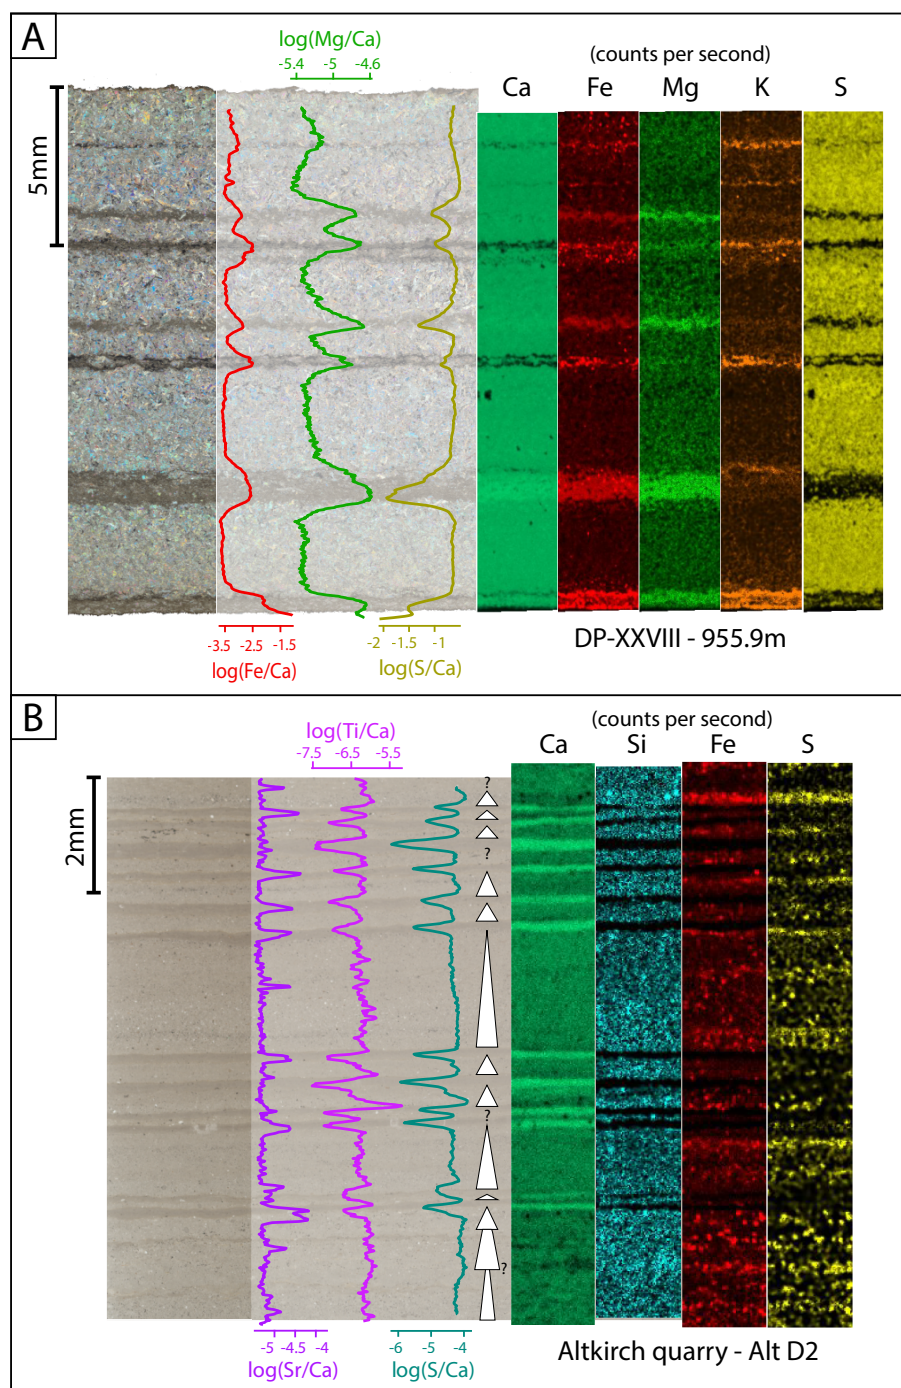 A
log(Mg/Ca)
-5.4 -5 -4.6
(counts per second)
Ca Fe Mg K S
5mm
-3.5 -2.5 -1.5
log(Fe/Ca)
-2 -1.5 -1
log(S/Ca)
DP-XXVIII - 955.9m
B
log(Ti/Ca)
-7.5 -6.5 -5.5
(counts per second)
Ca Si Fe S
2mm
?
?
?
?
-5 -4.5 -4
log(Sr/Ca)
-6 -5 -4
log(S/Ca)
Altkirch quarry - Alt D2